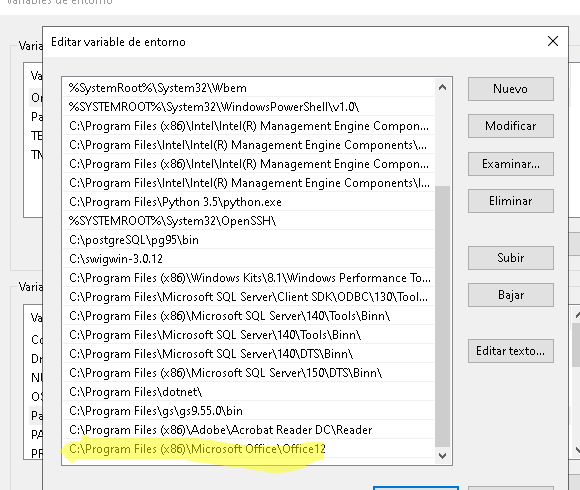 Variables de entorno
Editar variable de entorno
%SystemRoot%\System32\Wbem
%SYSTEMROOT%\System32\WindowsPowerShell\v1.0\
C:\Program Files (x86)\Intel\Intel(R) Management Engine Compon...
C:\Program Files\Intel\Intel(R) Management Engine Components\...
C:\Program Files (x86)\Intel\Intel(R) Management Engine Compon...
C:\Program Files\Intel\Intel(R) Management Engine Components\I...
C:\Program Files\Python 3.5\python.exe
%SYSTEMROOT%\System32\OpenSSH\
C:\postgreSQL\pg95\bin
C:\swigwin-3.0.12
C:\Program Files (x86)\Windows Kits\8.1\Windows Performance To...
C:\Program Files\Microsoft SQL Server\Client SDK\ODBC\130\Tool...
C:\Program Files (x86)\Microsoft SQL Server\140\Tools\Binn\
C:\Program Files\Microsoft SQL Server\140\Tools\Binn\
C:\Program Files\Microsoft SQL Server\140\DTS\Binn\
C:\Program Files (x86)\Microsoft SQL Server\150\DTS\Binn\
C:\Program Files\dotnet\
C:\Program Files\gs\gs9.55.0\bin
C:\Program Files (x86)\Adobe\Acrobat Reader DC\Reader
C:\Program Files (x86)\Microsoft Office\Office12
Nuevo
Modificar
Examinar...
Eliminar
Subir
Bajar
Editar texto...
Varia
Va
On
Pa
TE
Varia
Va
Co
Dr
NU
OS
Pa
PA
PR